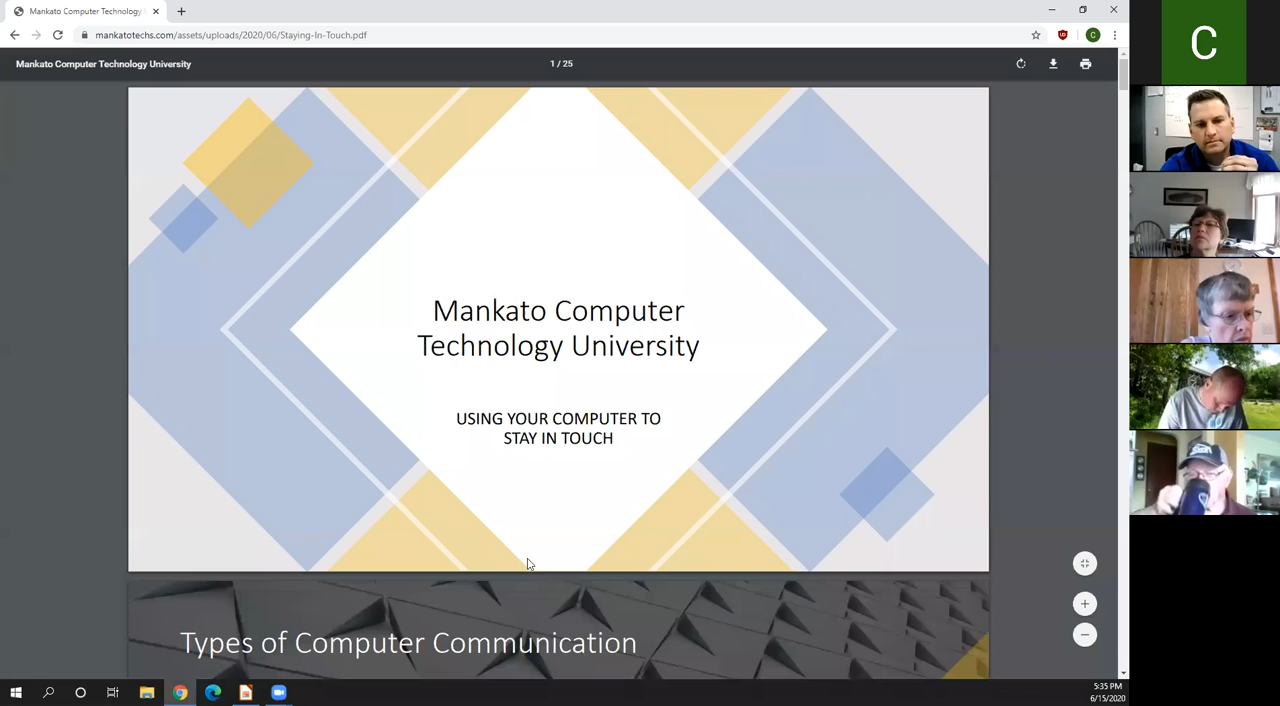 Mankato Computer Technology
mankatotechs.com/assets/uploads/2020/06/Staying-In-Touch.pdf
C
Mankato Computer Technology University
1 / 25
C
Mankato Computer
Technology University
USING YOUR COMPUTER TO
STAY IN TOUCH
Types of Computer Communication
5:35 PM
6/15/2020